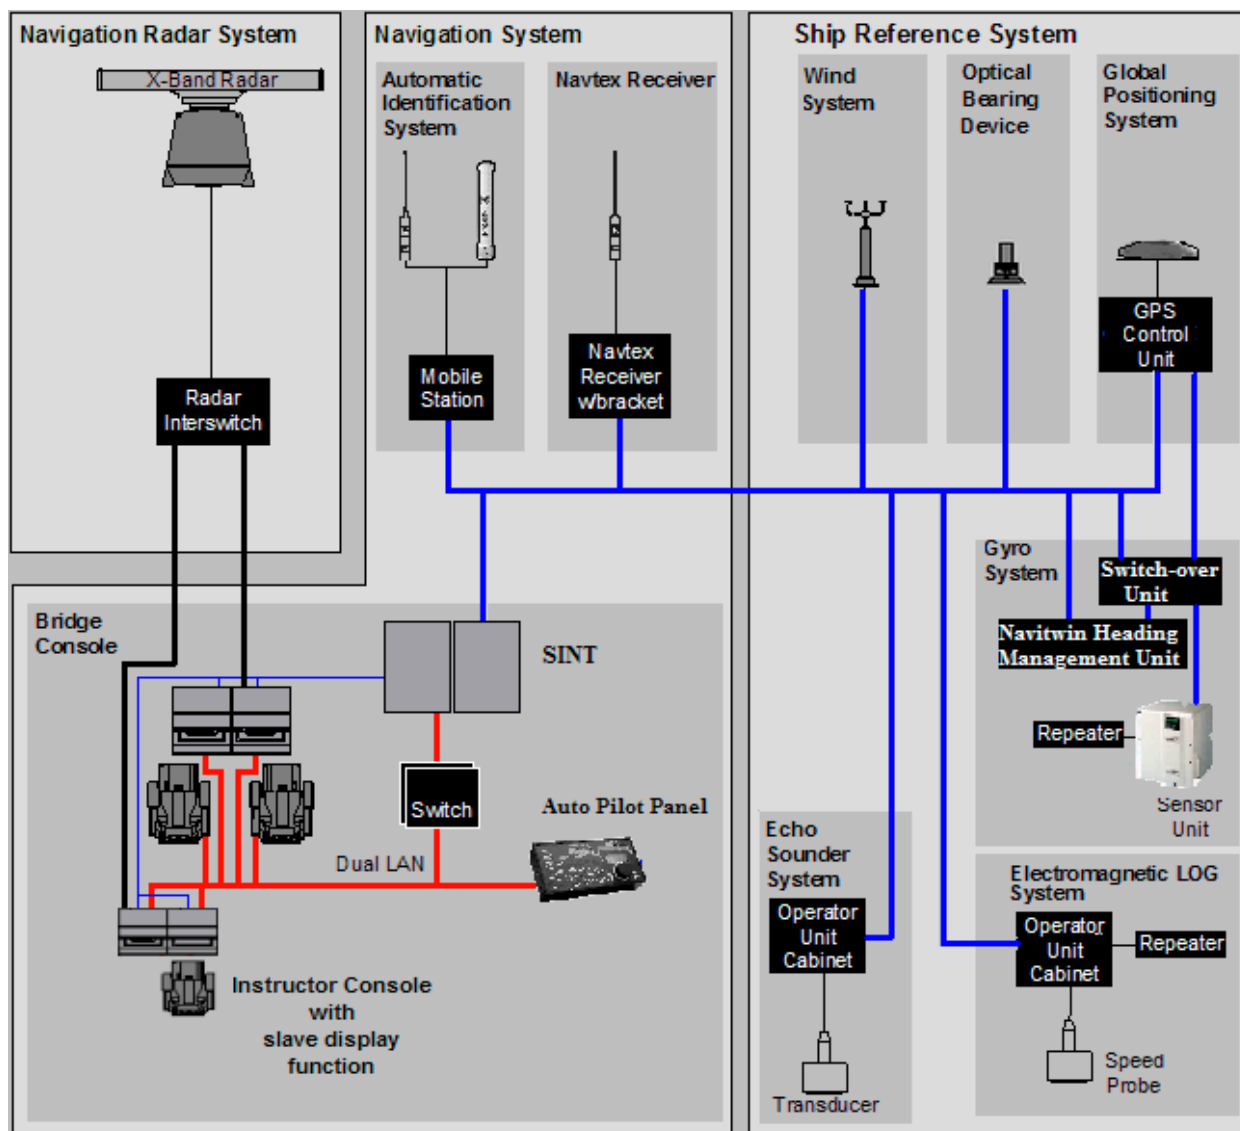 Navigation Radar System
X-Band Radar
Radar
Interswitch
Navigation System
Automatic
Identification
System
Mobile
Station
Navtex Receiver
Navtex
Receiver
w/bracket
Ship Reference System
Wind
System
Optical
Bearing
Device
Global
Positioning
System
GPS
Control
Unit
Gyro
System
Switch-over
Unit
Navitwin Heading
Management Unit
Repeater
Sensor
Unit
Bridge
Console
SINT
Switch
Auto Pilot Panel
Dual LAN
Instructor Console
with
slave display
function
Echo
Sounder
System
Operator
Unit
Cabinet
Transducer
Electromagnetic LOG
System
Operator
Unit
Cabinet
Repeater
Speed
Probe